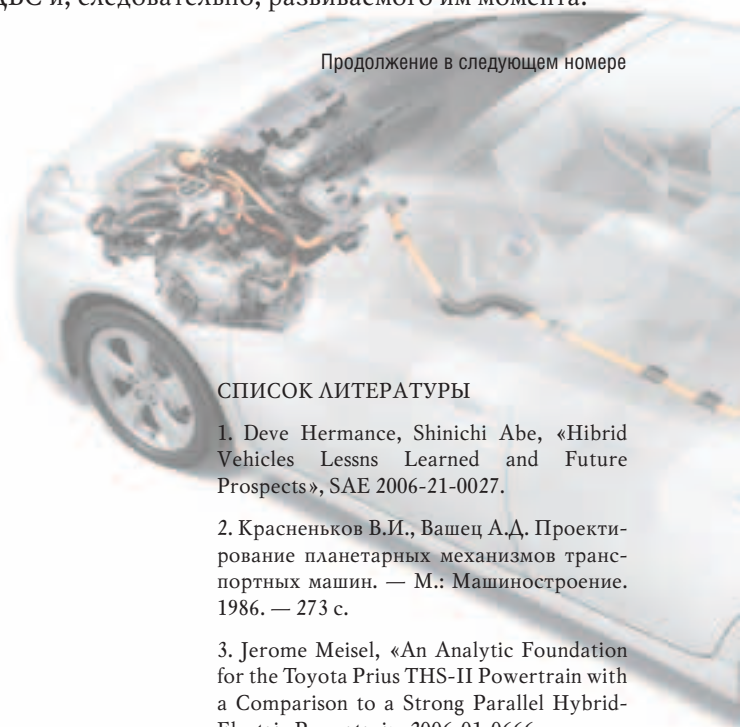 ДВС и, следовательно, развиваемого им момента.
Продолжение в следующем номере
СПИСОК ЛИТЕРАТУРЫ
1. Deve Hermance, Shinichi Abe, «Hibrid
Vehicles Lessns Learned and Future
Prospects», SAE 2006-21-0027.
2. Красненьков В.И., Вашец А.Д. Проекти-
рование планетарных механизмов транс-
портных машин. — М.: Машиностроение.
1986. — 273 с.
3. Jerome Meisel, «An Analytic Foundation
for the Toyota Prius THS-II Powertrain with
a Comparison to a Strong Parallel Hybrid-